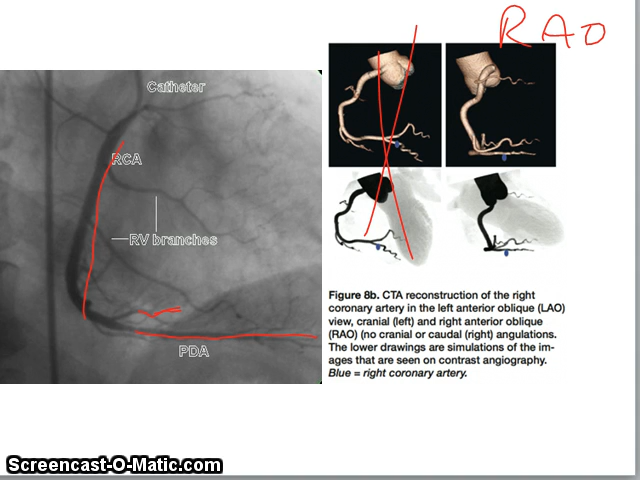 RAO
Catheter
RCA
RV branches
PDA
Figure 8b. CTA reconstruction of the right
coronary artery in the left anterior oblique (LAO)
view, cranial (left) and right anterior oblique
(RAO) (no cranial or caudal (right) angulations.
The lower drawings are simulations of the im-
ages that are seen on contrast angiography.
Blue = right coronary artery.
Screencast-O-Matic.com